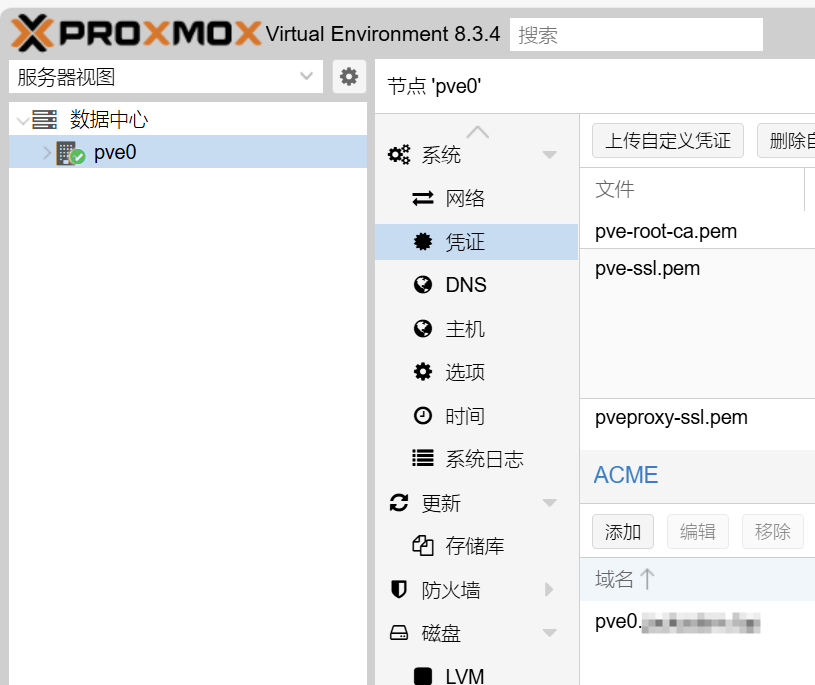 PROXMOX Virtual Environment 8.3.4 搜索
服务器视图
数据中心
pve0
节点 'pve0'
系统
网络
凭证
DNS
主机
选项
时间
系统日志
更新
存储库
防火墙
磁盘
LVM
上传自定义凭证 删除自
文件
pve-root-ca.pem
pve-ssl.pem
pveproxy-ssl.pem
ACME
添加 编辑 移除
域名
pve0.